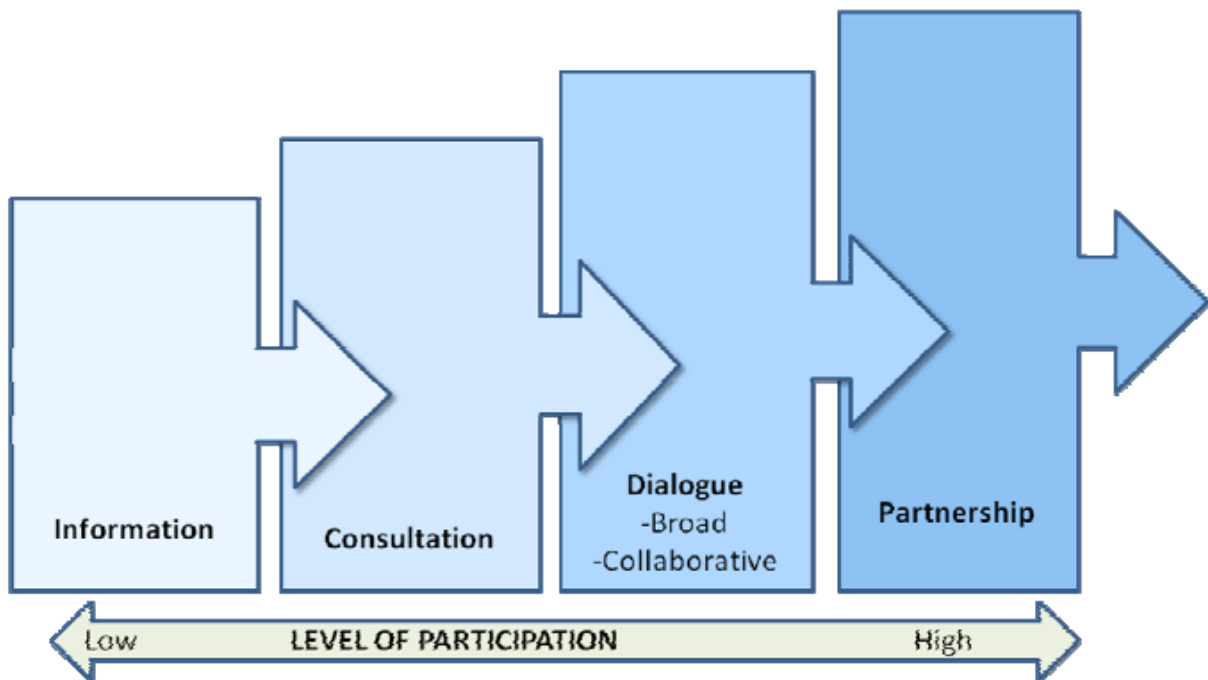 Information
Consultation
Dialogue
-Broad
-Collaborative
Partnership
Low LEVEL OF PARTICIPATION High